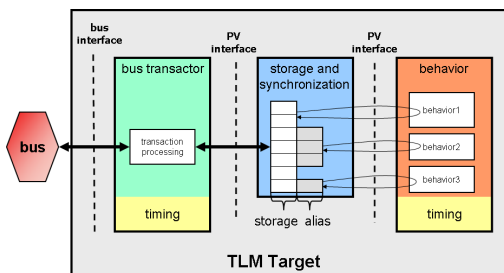 bus
interface
PV
interface
PV
interface
bus transactor
storage and
synchronization
behavior
bus
transaction
processing
behavior1
behavior2
behavior3
timing
storage alias
timing
TLM Target